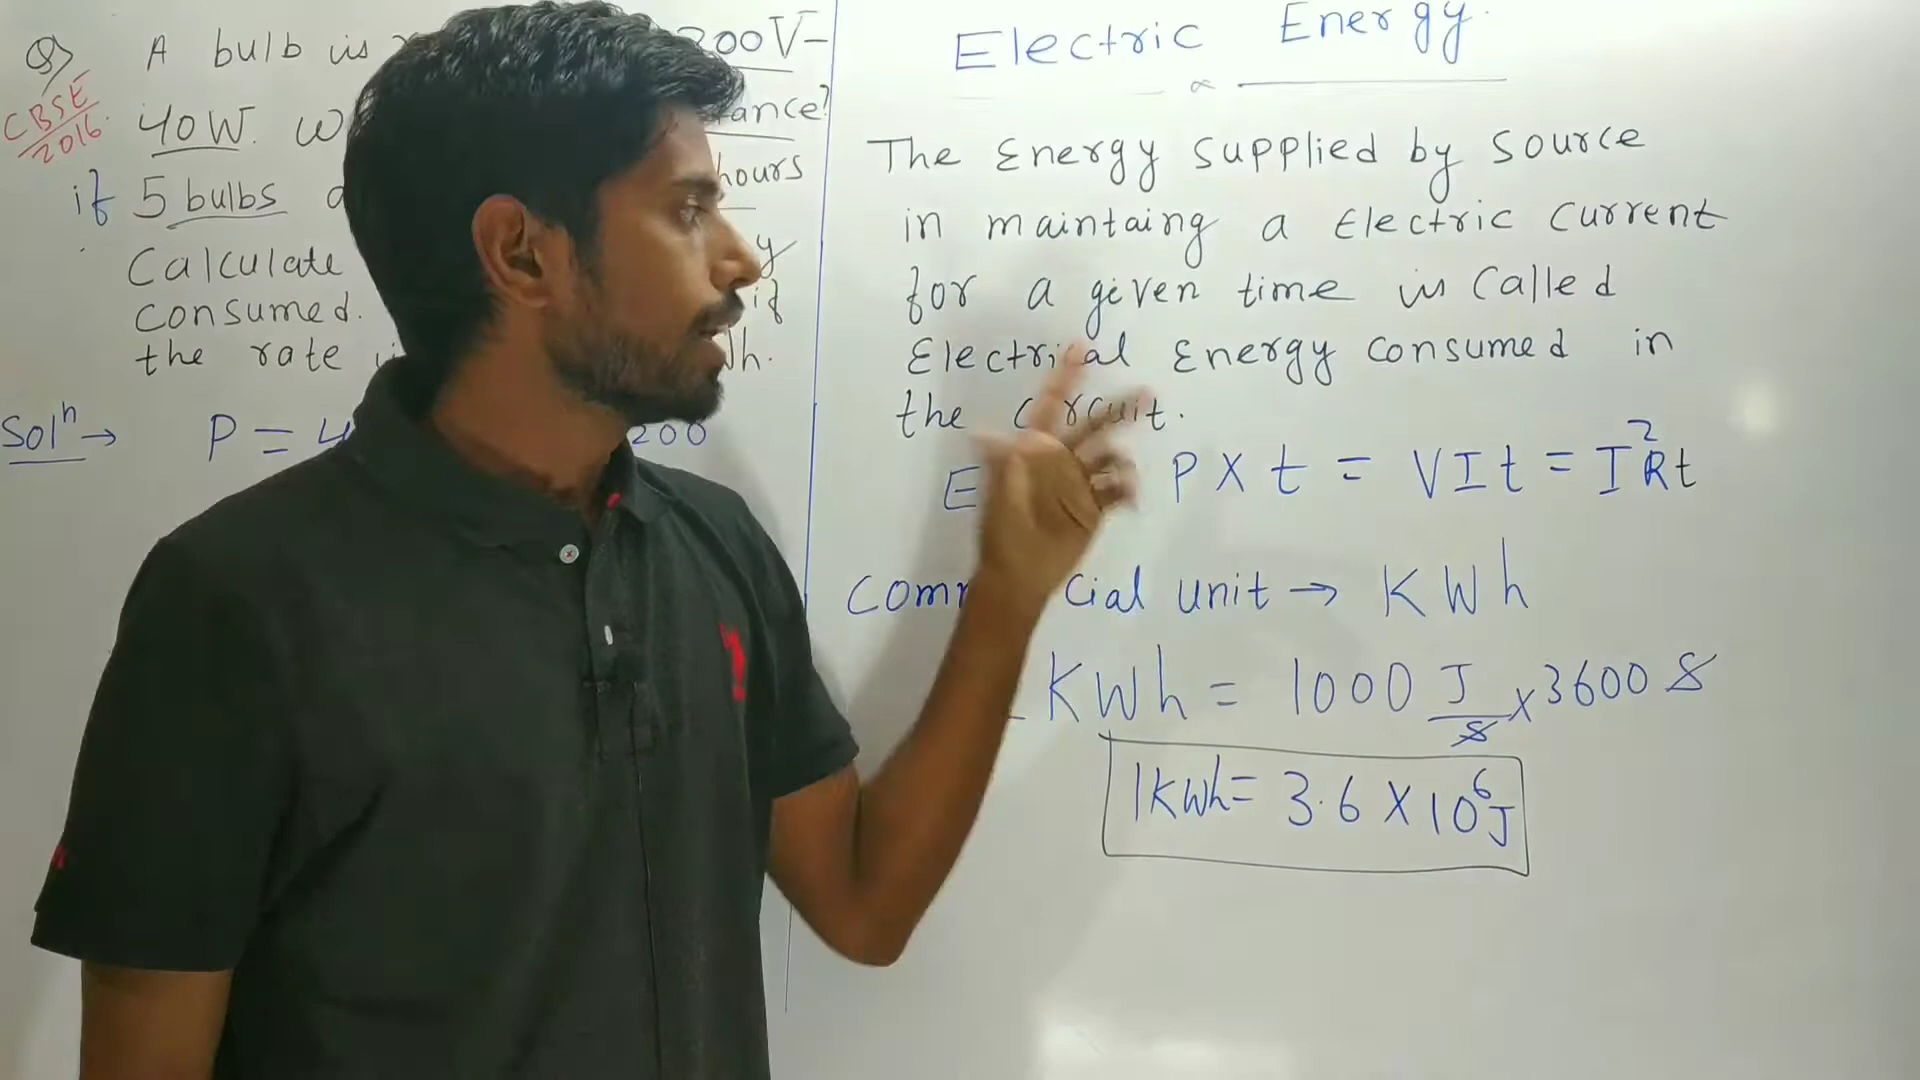 Q> A bulb is 200V-
CBSE
2016
40W.
if 5 bulbs hours
Calculate
consumed. if
the rate
Solⁿ → P = 4 200
Electric Energy
The Energy supplied by source
in maintaing a Electric current
for a given time is called
Electrical Energy consumed in
the circuit.
E P X t = VIt = I²Rt
Commercial unit → KWh
KWh = 1000 J/s x 3600 s
1KWh = 3.6 X 10⁶J